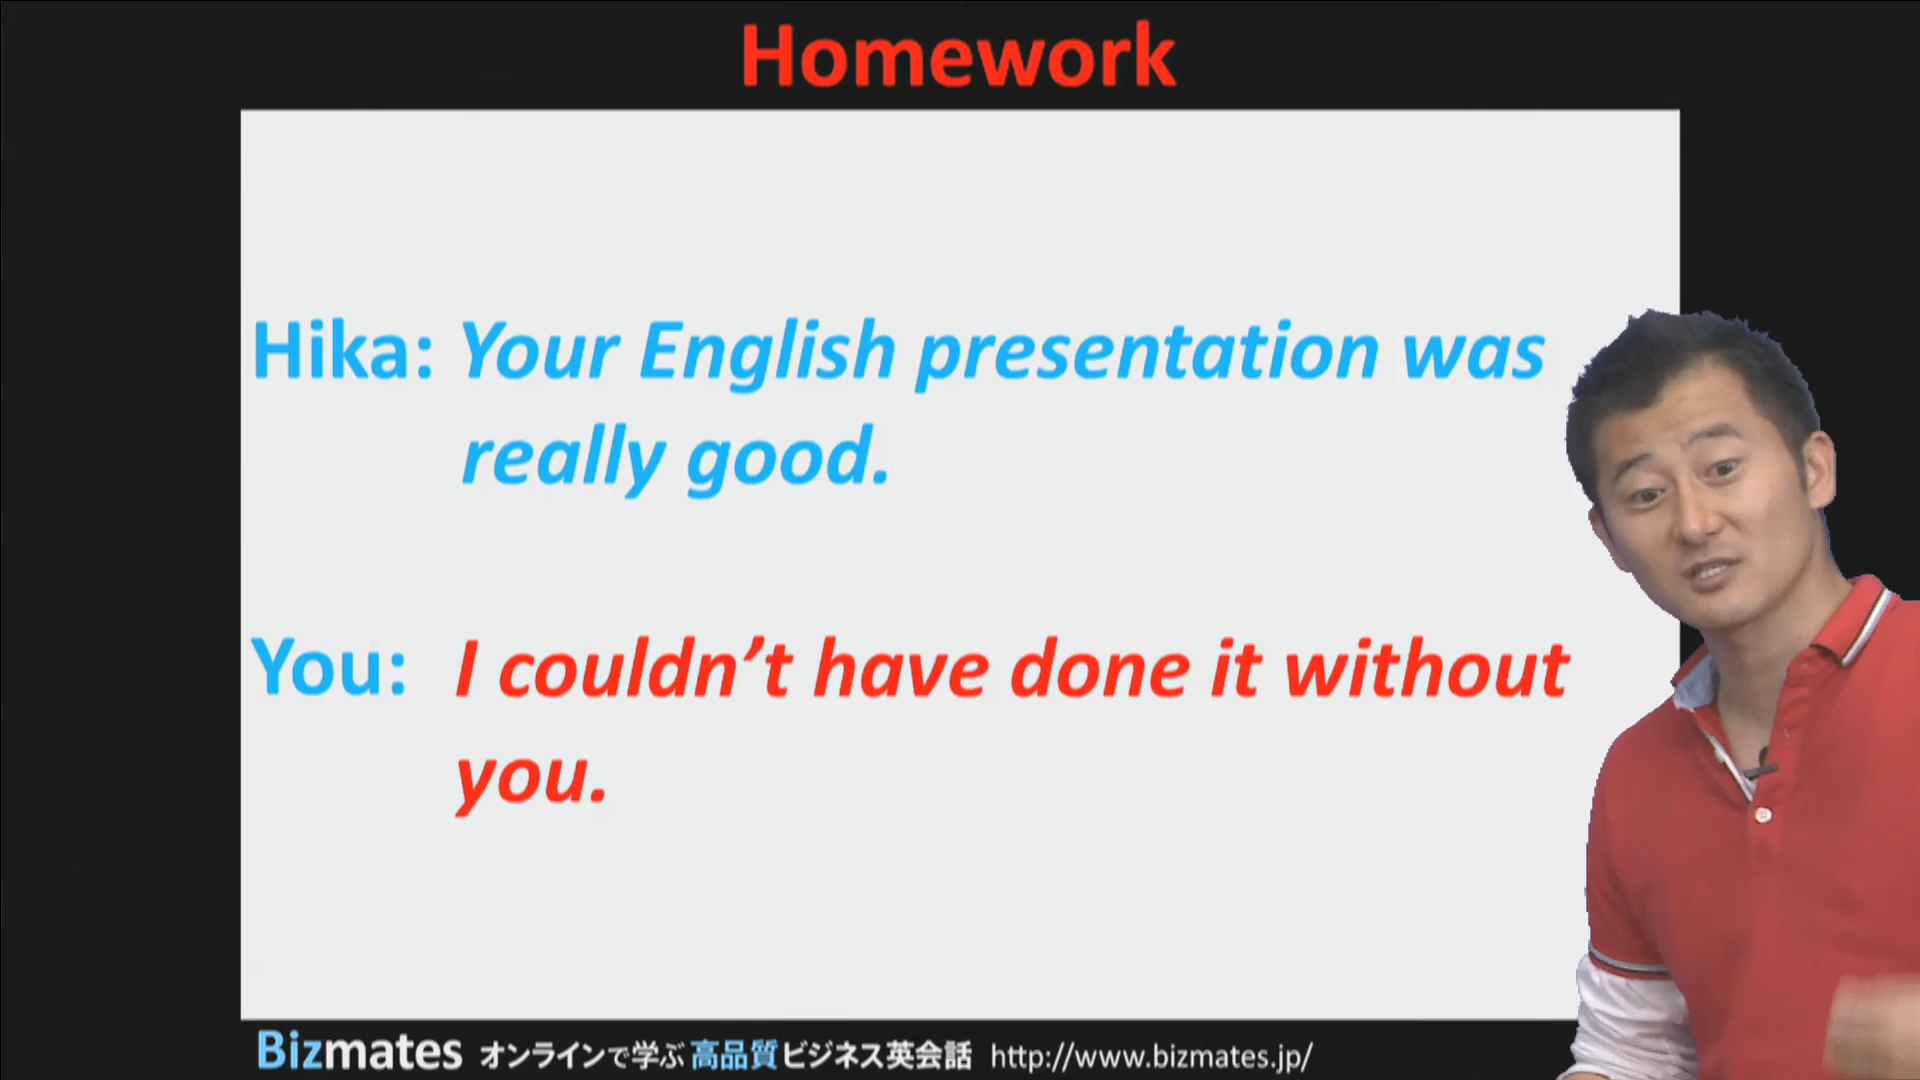 Homework
Hika: Your English presentation was
really good.
You: I couldn't have done it without
you.
Bizmates オンラインで学ぶ 高品質ビジネス英会話 http://www.bizmates.jp/